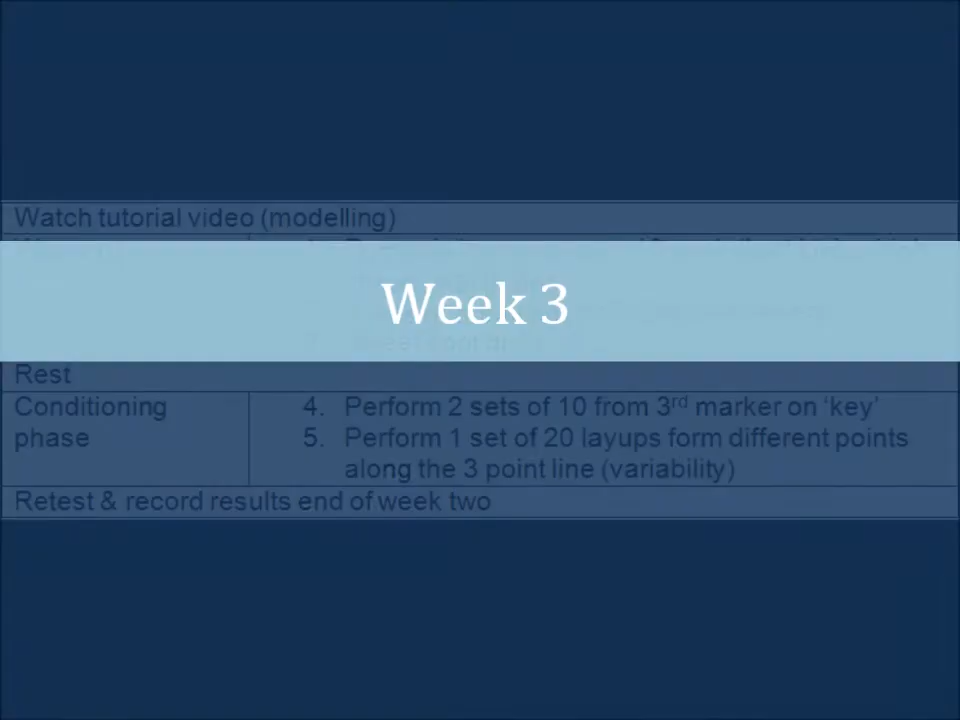 Watch tutorial video (modelling)
Week 3
Rest
Conditioning phase
4. Perform 2 sets of 10 from 3rd marker on ‘key’
5. Perform 1 set of 20 layups form different points
along the 3 point line (variability)
Retest & record results end of week two